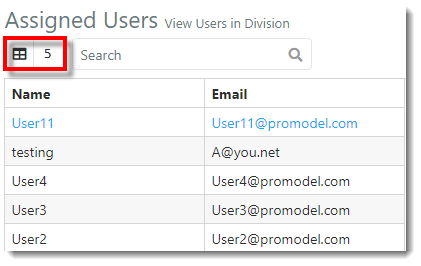 Assigned Users View Users in Division
5 Search
Name Email
User11 User11@promodel.com
testing A@you.net
User4 User4@promodel.com
User3 User3@promodel.com
User2 User2@promodel.com